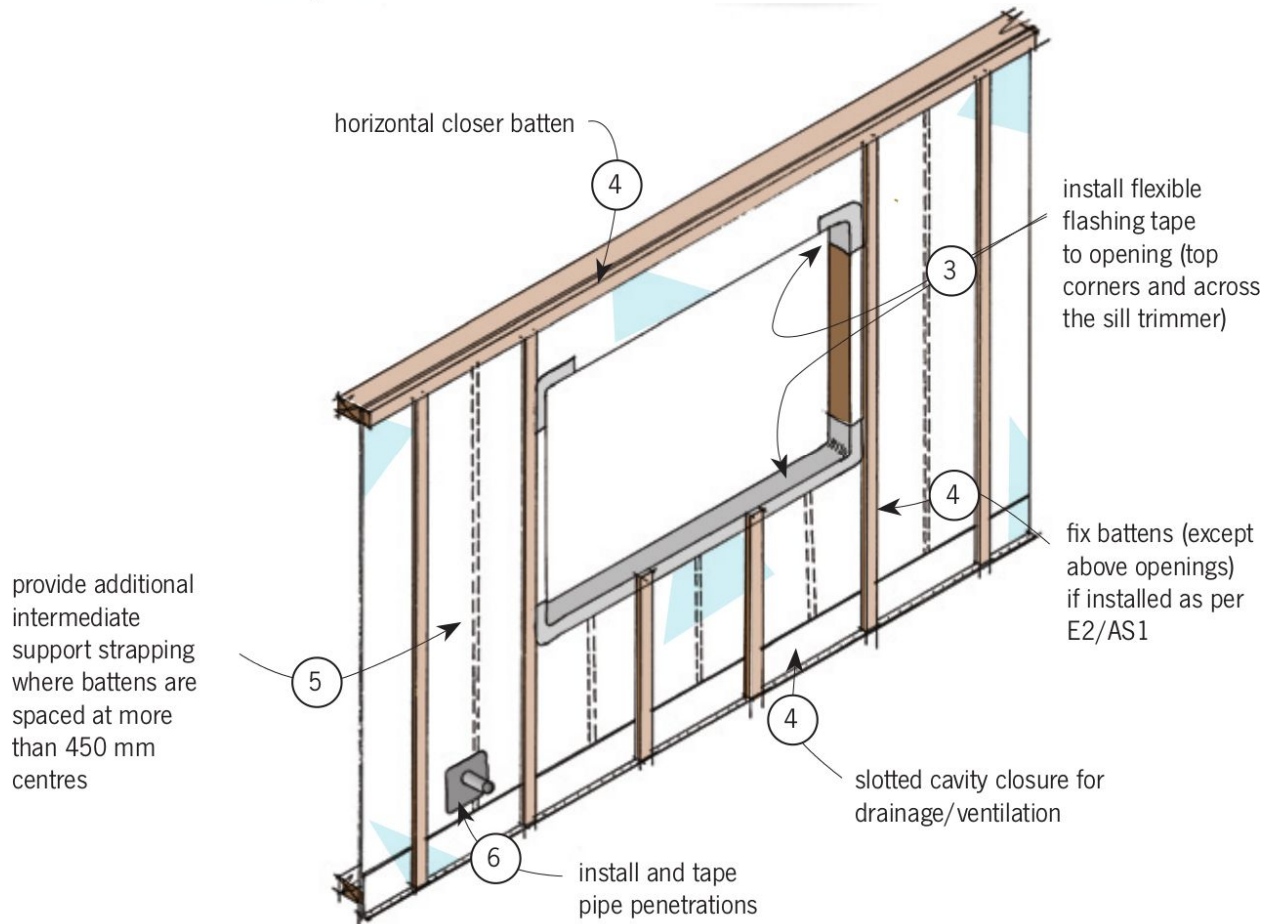 horizontal closer batten
4
install flexible
flashing tape
to opening (top
corners and across
the sill trimmer)
3
4
fix battens (except
above openings)
if installed as per
E2/AS1
provide additional
intermediate
support strapping
where battens are
spaced at more
than 450 mm
centres
5
4
slotted cavity closure for
drainage/ventilation
6
install and tape
pipe penetrations